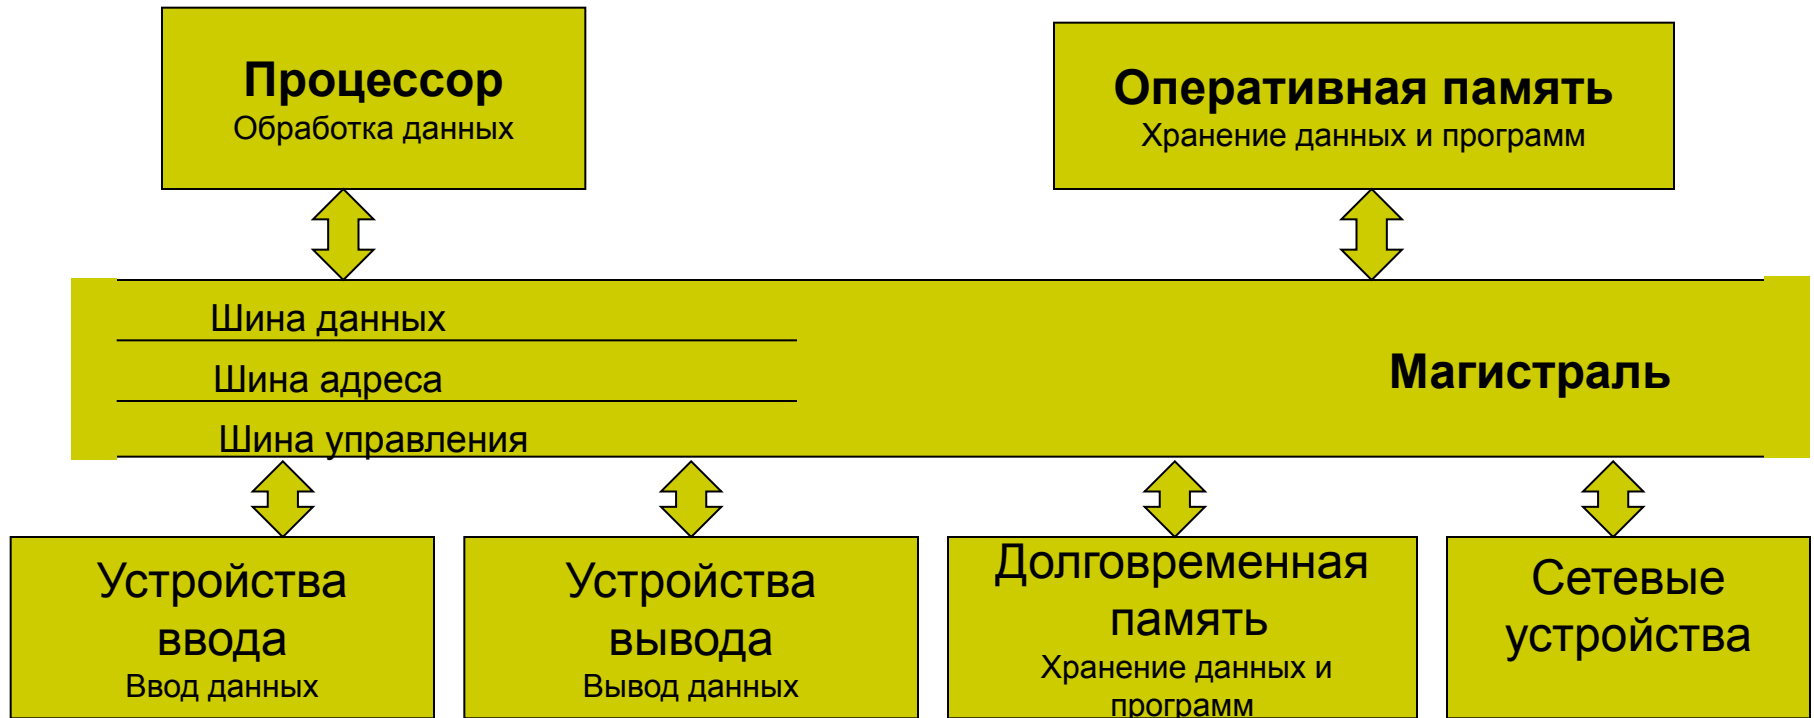 Процессор
Обработка данных
Оперативная память
Хранение данных и программ
Шина данных
Шина адреса
Шина управления
Магистраль
Устройства
ввода
Ввод данных
Устройства
вывода
Вывод данных
Долговременная
память
Хранение данных и
программ
Сетевые
устройства